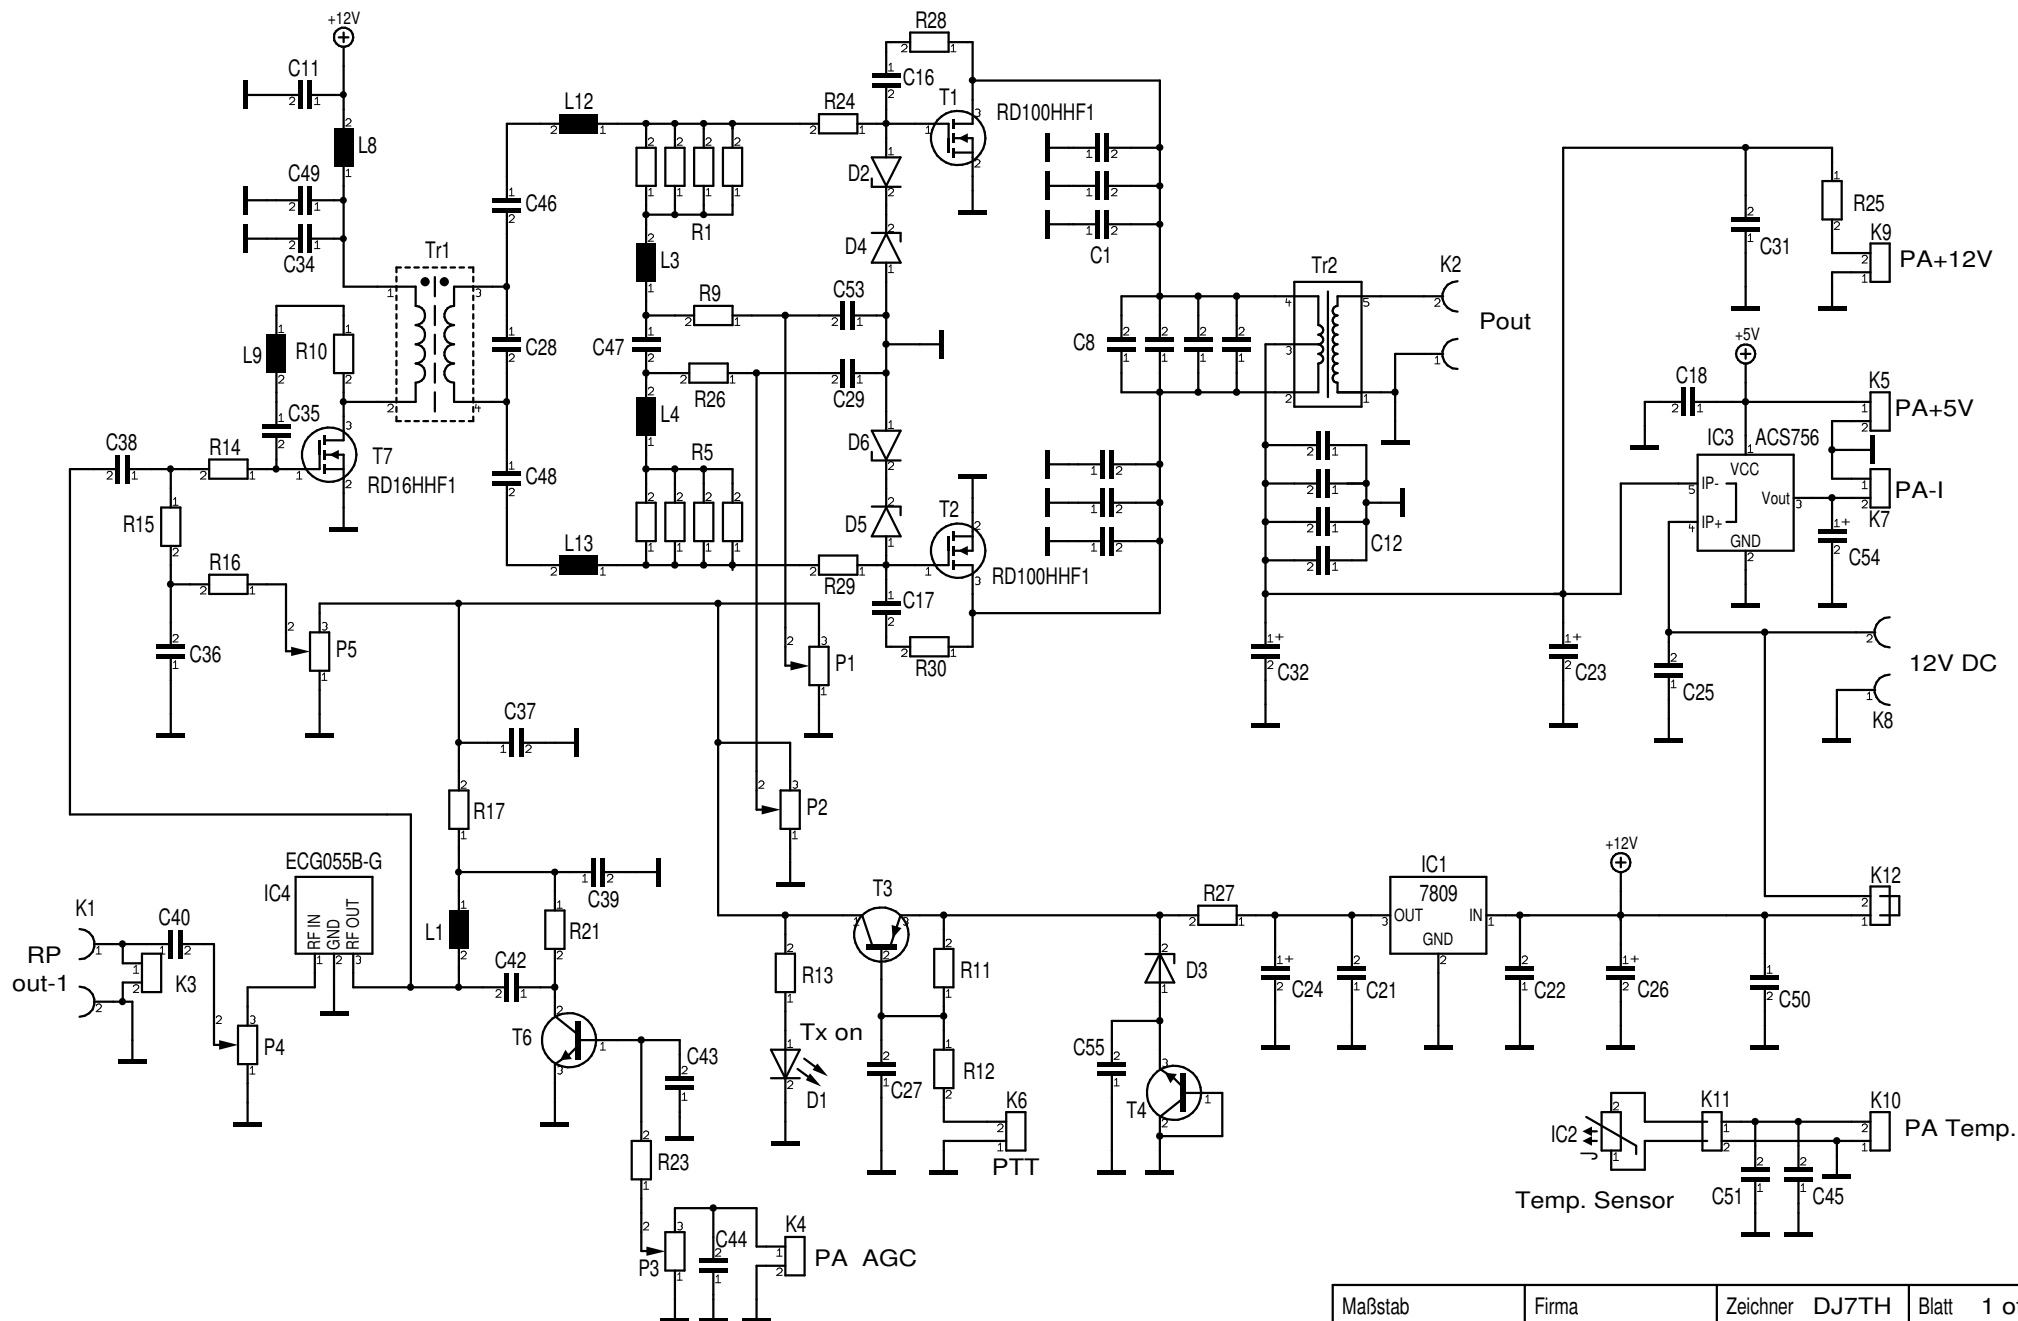 +12V
C11
L8
C49
C34
Tr1
L9
R10
C35
C38
R14
T7
RD16HHF1
R15
R16
C36
P5
C46
C28
C48
L12
L13
R1
L3
R9
C53
C47
R26
C29
L4
R5
R24
R29
R28
C16
T1
RD100HHF1
D2
D4
D6
D5
T2
RD100HHF1
C17
R30
P1
P2
C1
C8
Tr2
K2
Pout
C12
C32
C23
C31
R25
K9
PA+12V
+5V
C18
K5
PA+5V
IC3
ACS756
VCC
IP-
IP+
Vout
GND
PA-I
K7
C54
12V DC
C25
K8
C37
R17
ECG055B-G
IC4
RF IN
GND
RF OUT
K1
RP
out-1
C40
K3
P4
L1
C39
R21
C42
T6
C43
R23
P3
C44
K4
PA AGC
T3
R13
Tx on
D1
R11
R12
C27
K6
PTT
D3
C55
T4
R27
C24
C21
IC1
7809
OUT
IN
GND
C22
+12V
C26
C50
K12
IC2
K11
K10
PA Temp.
C51
C45
Temp. Sensor
Maßstab
Firma
Zeichner DJ7TH
Blatt 1